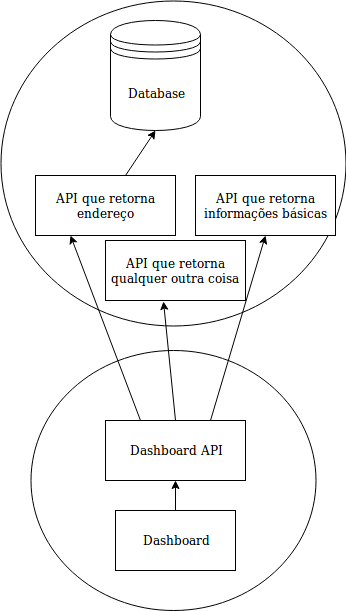 Database
API que retorna
endereço
API que retorna
informações básicas
API que retorna
qualquer outra coisa
Dashboard API
Dashboard